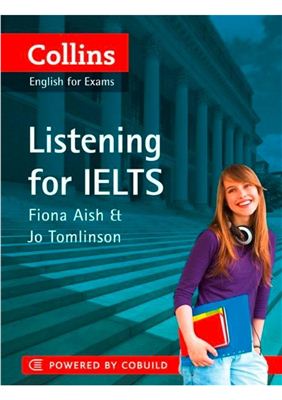 Collins
English for Exams
Listening
for IELTS
Fiona Aish &
Jo Tomlinson
POWERED BY COBUILD